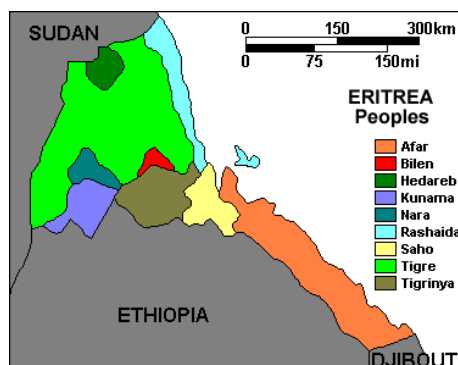 SUDAN
0 150 300km
0 75 150mi
ERITREA
Peoples
Afar
Bilen
Hedareb
Kunama
Nara
Rashaida
Saho
Tigre
Tigrinya
ETHIOPIA
DJIBOUT